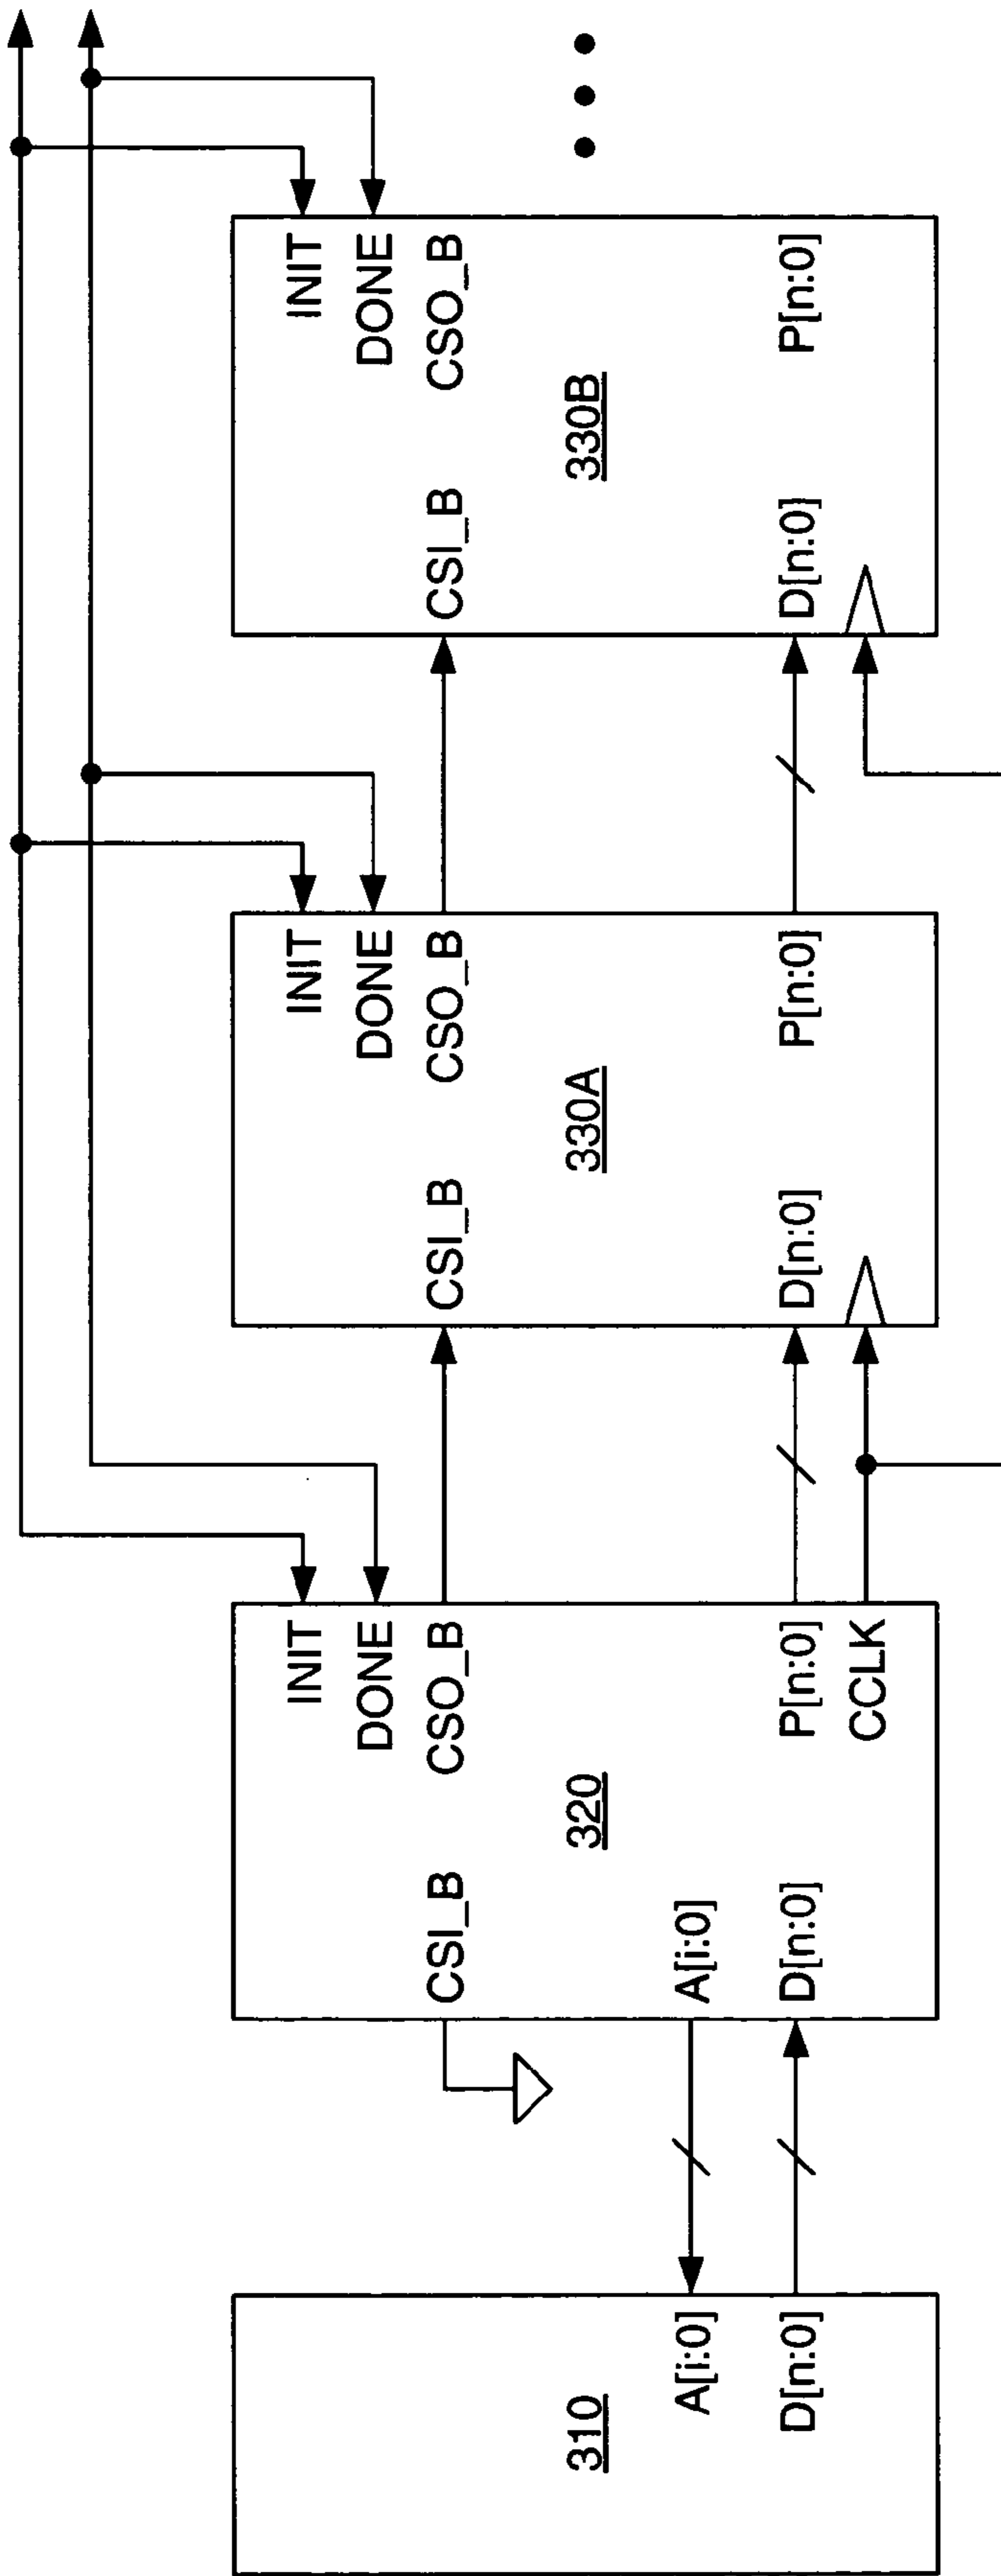 310
A[i:0]
D[n:0]
INIT
DONE
CSI_B CSO_B
320
A[i:0]
D[n:0] P[n:0]
CCLK
INIT
DONE
CSI_B CSO_B
330A
D[n:0] P[n:0]
INIT
DONE
CSI_B CSO_B
330B
D[n:0] P[n:0]